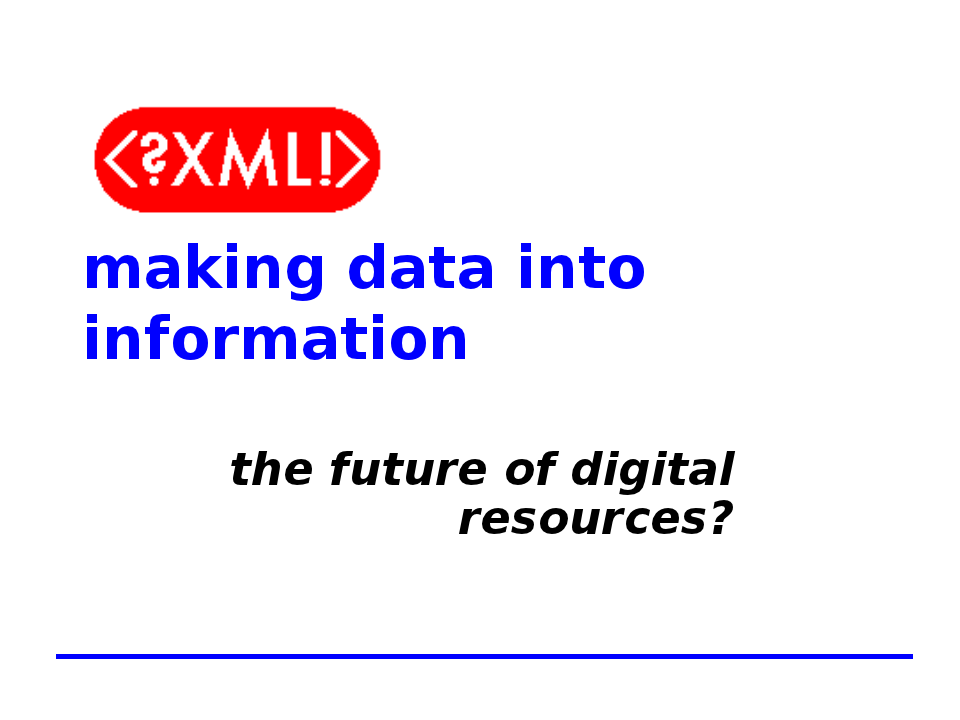 <?XML!>
making data into
information
the future of digital
resources?